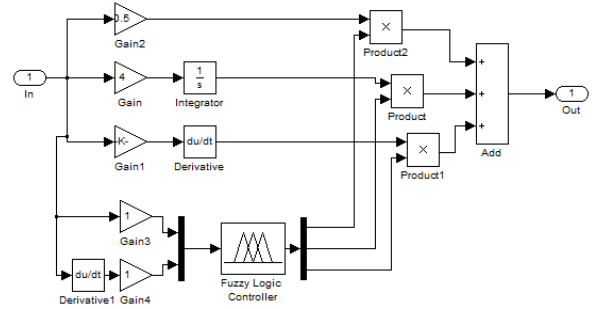 0.5
Gain2
×
Product2
1
In
4
Gain
1
s
Integrator
×
Product
+
+
+
Add
1
Out
-K-
Gain1
du/dt
Derivative
×
Product1
1
Gain3
du/dt
Derivative1
1
Gain4
Fuzzy Logic
Controller